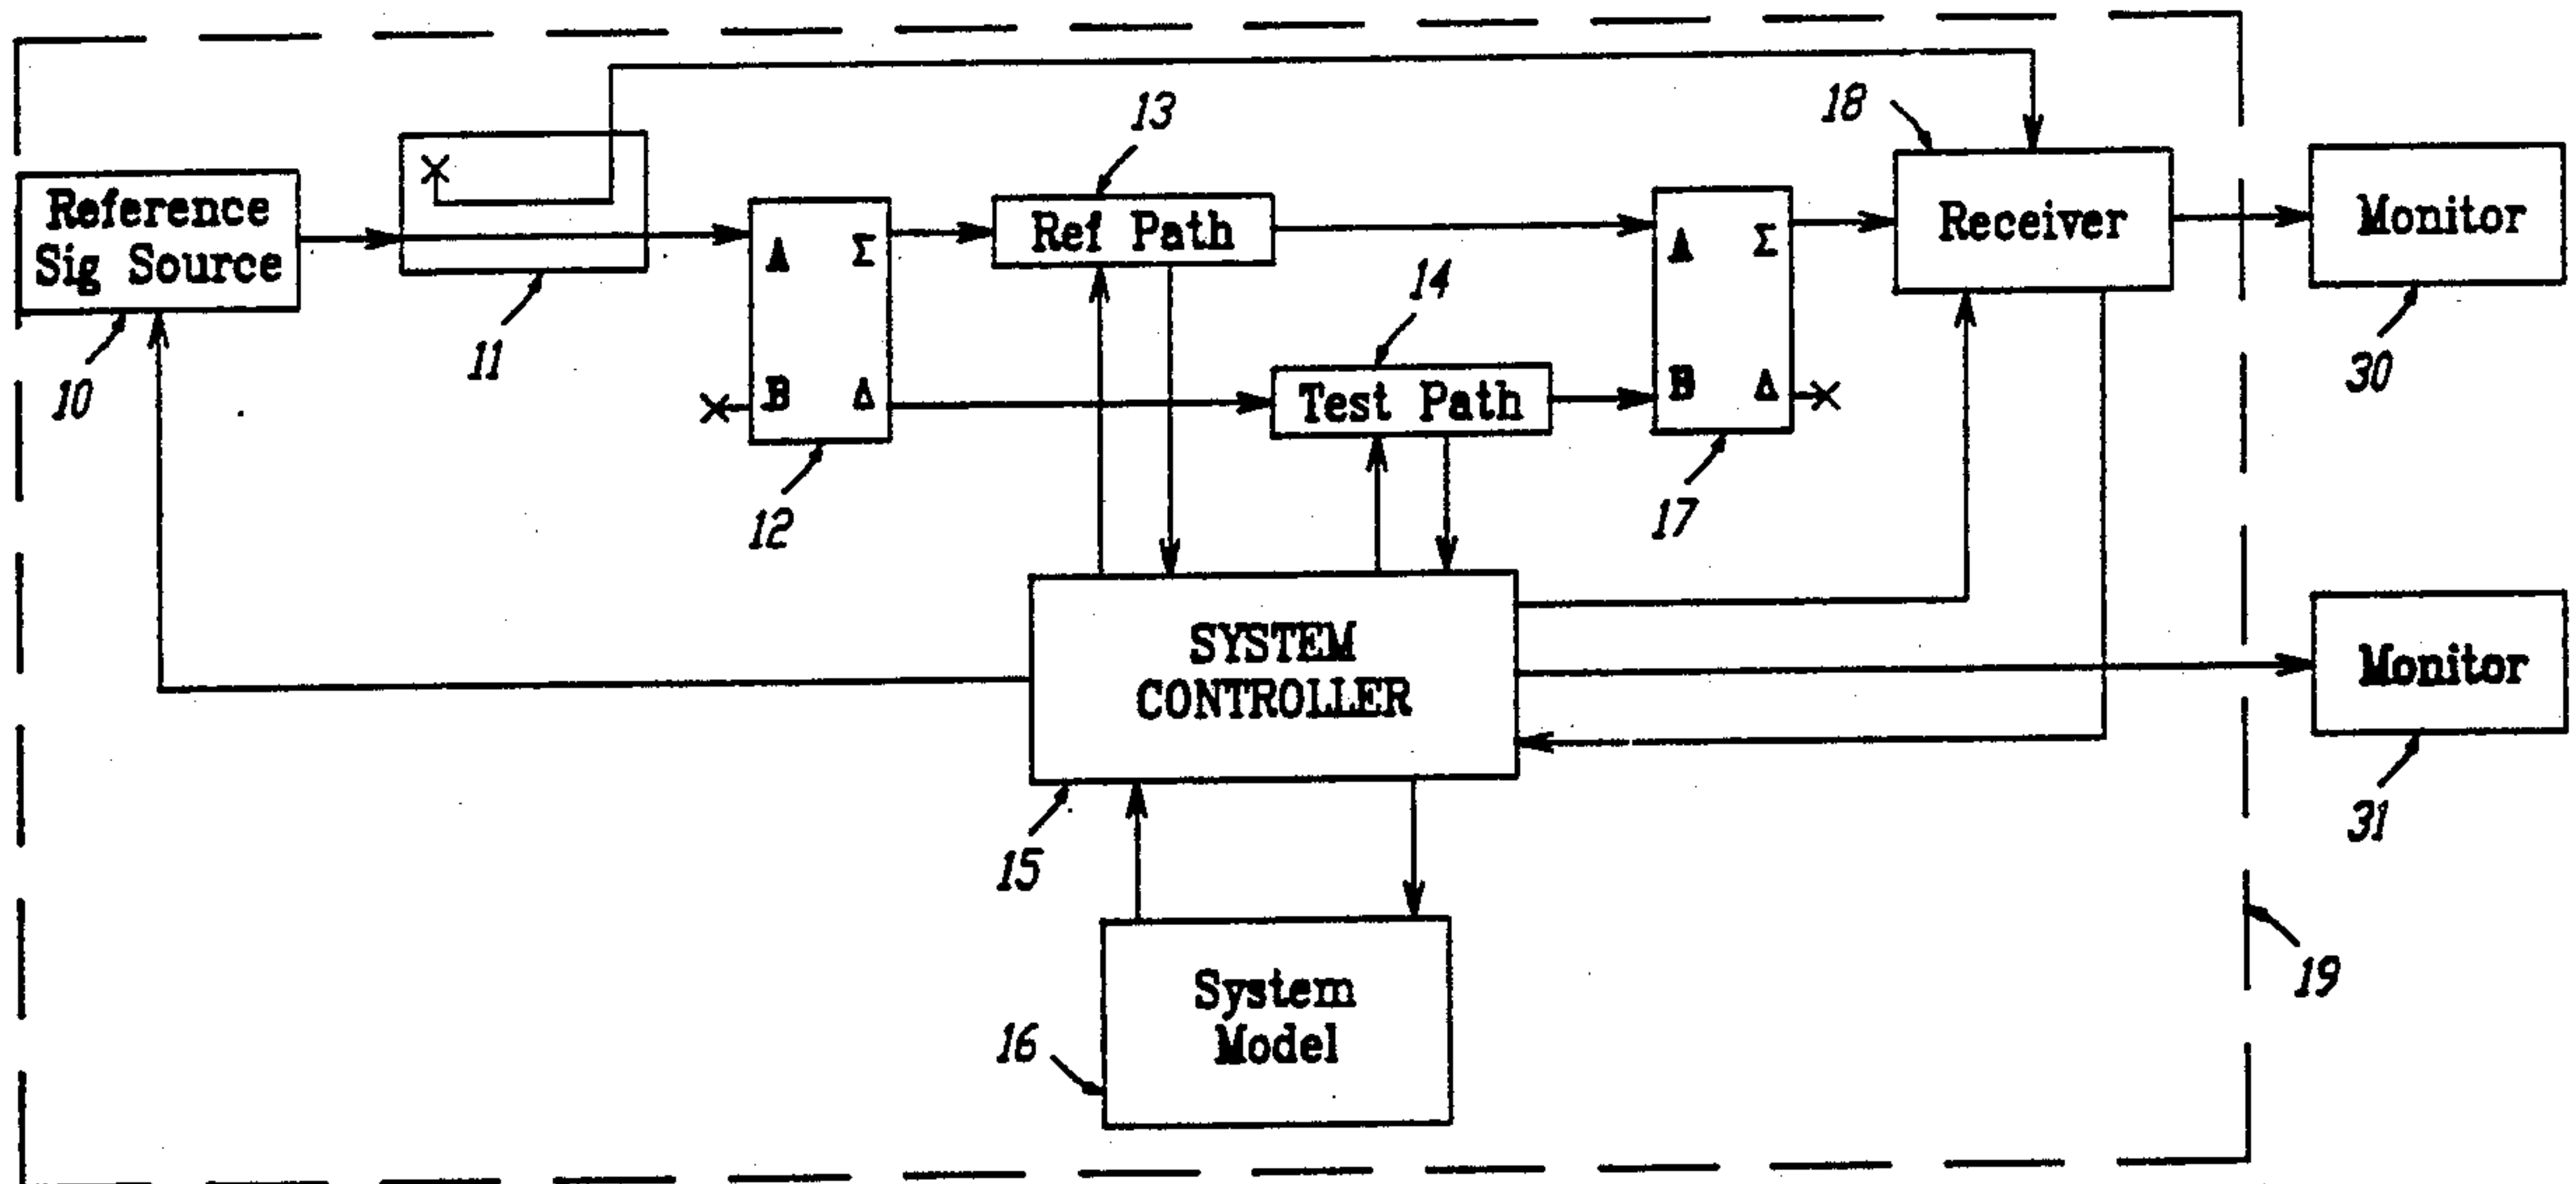 13
18
Reference
Sig Source
A Σ
Ref Path
A Σ
Receiver
Monitor
11
14
10
B Δ
Test Path
B Δ
30
12
17
SYSTEM
CONTROLLER
Monitor
15
31
System
Model
16
19